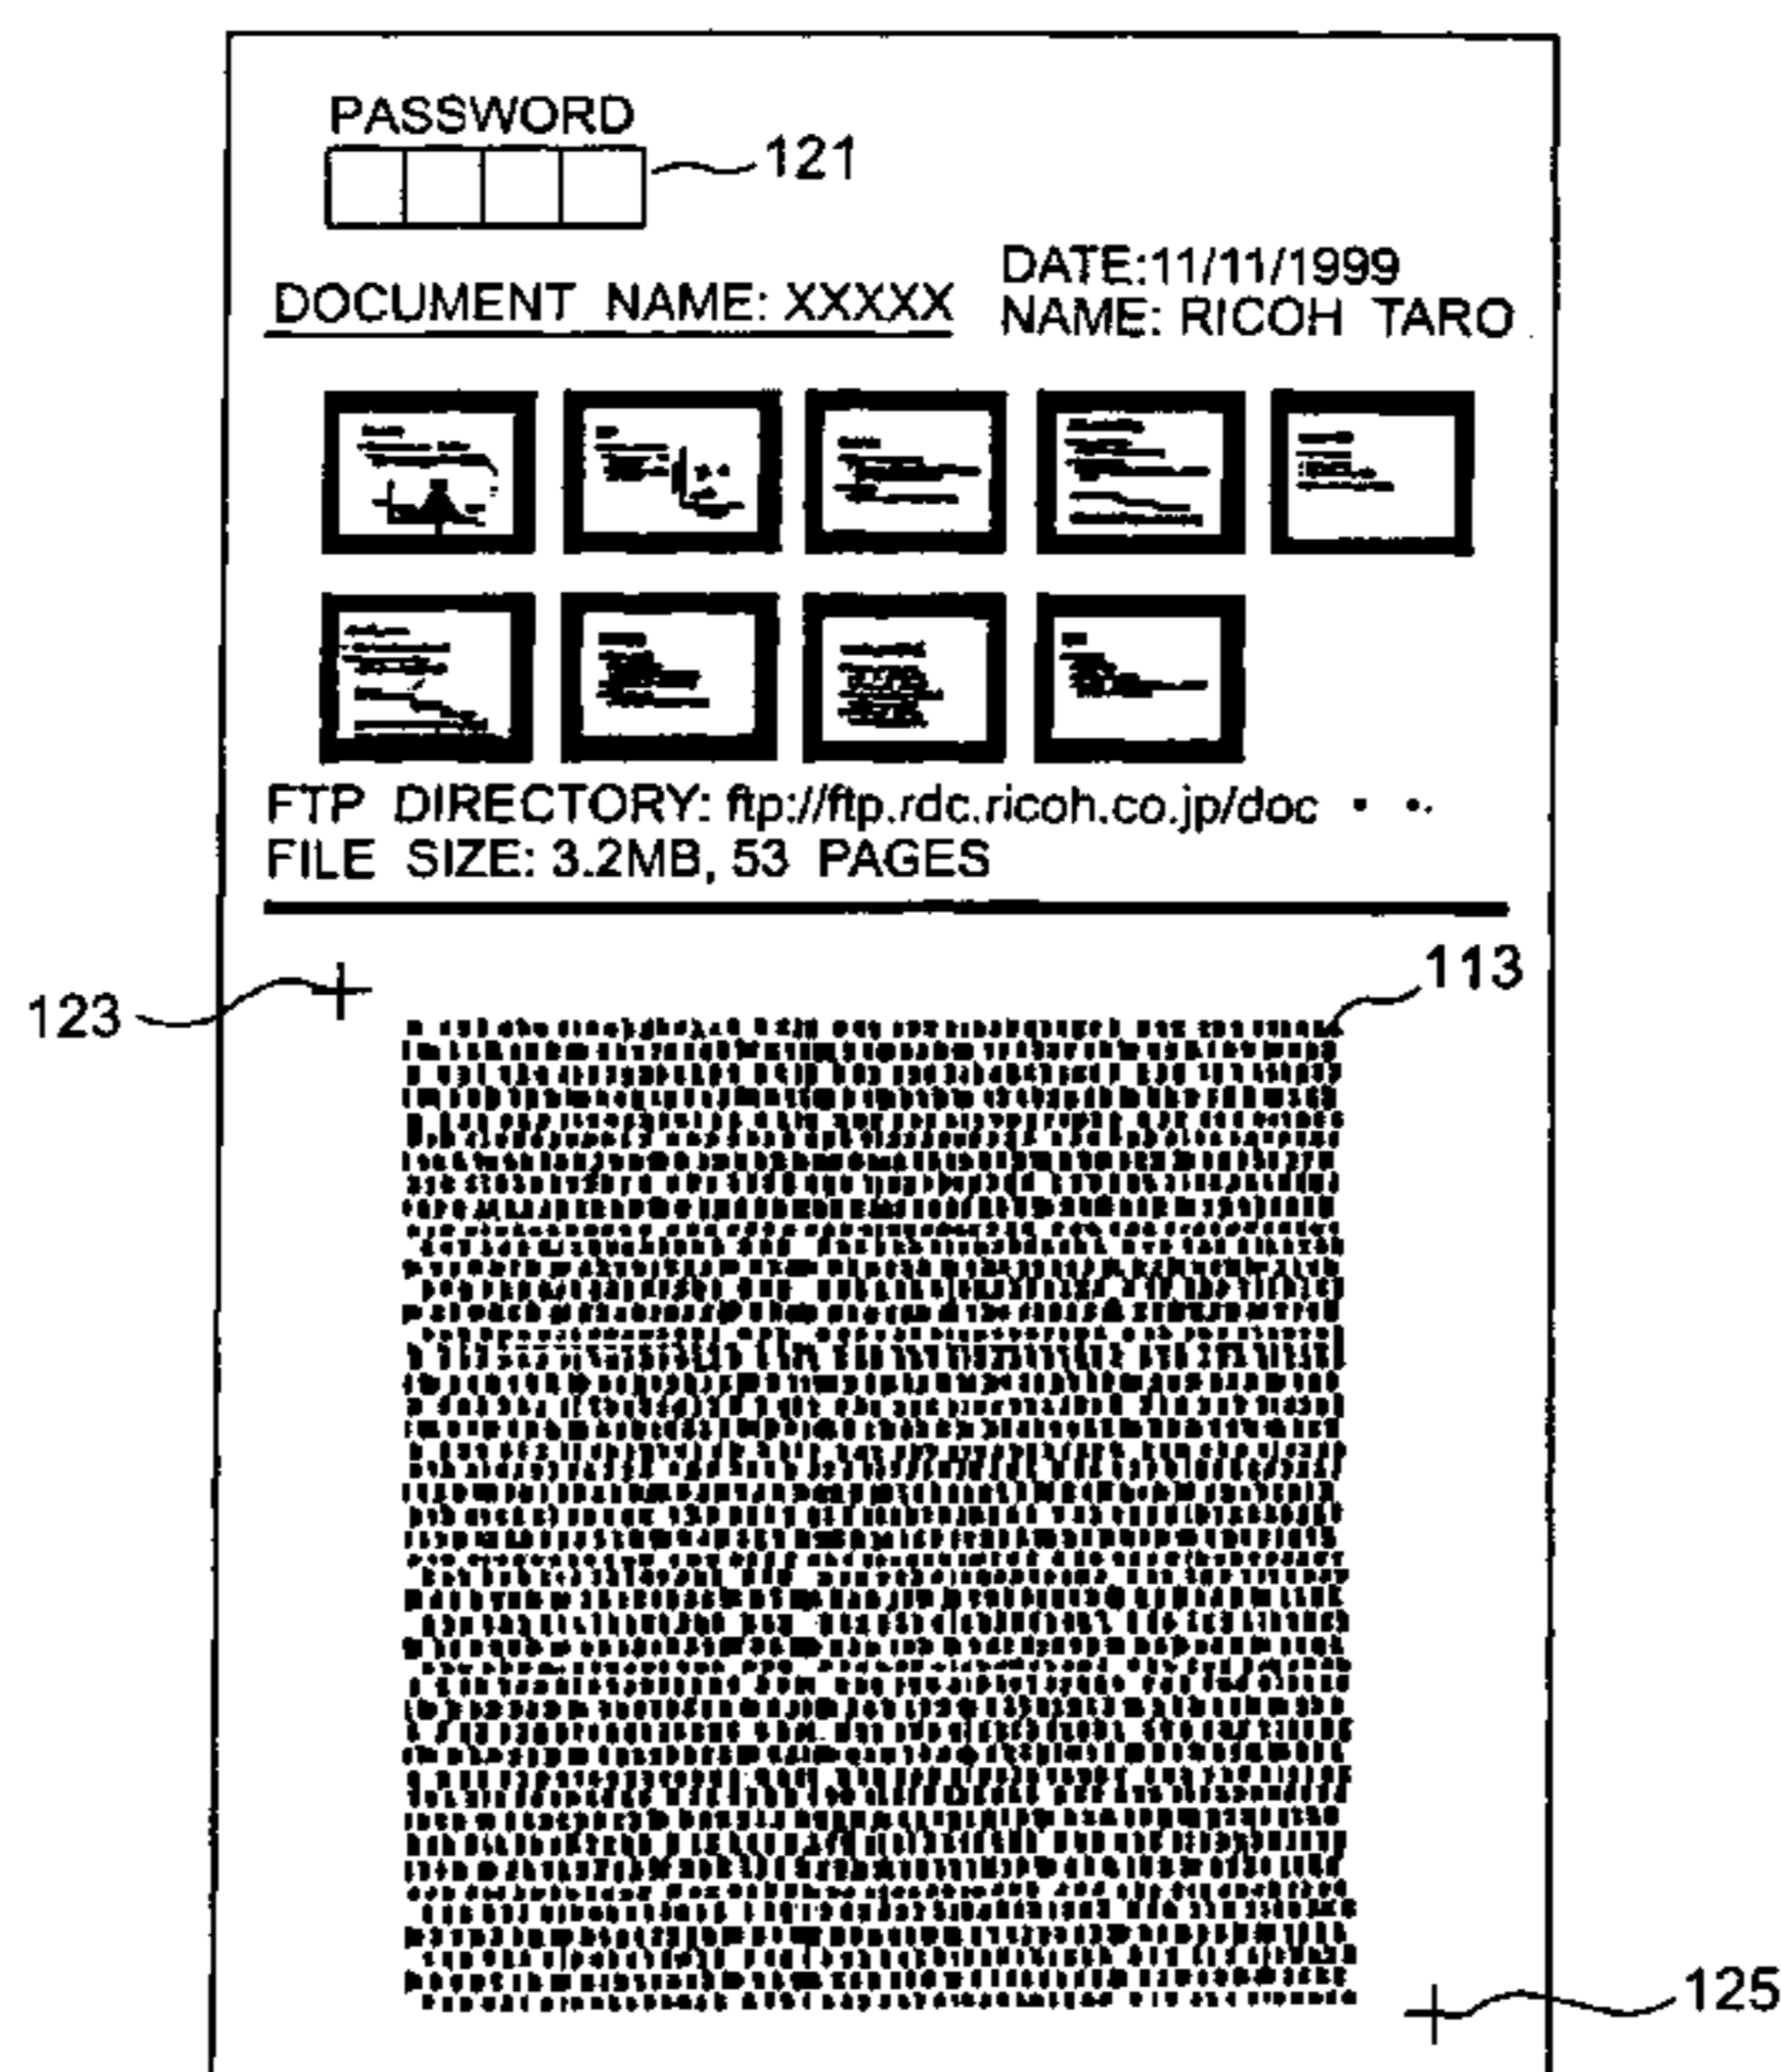 PASSWORD
121
DATE:11/11/1999
DOCUMENT NAME: XXXXX
NAME: RICOH TARO
FTP DIRECTORY: ftp://ftp.rdc.ricoh.co.jp/doc • •
FILE SIZE: 3.2MB, 53 PAGES
113
123
125